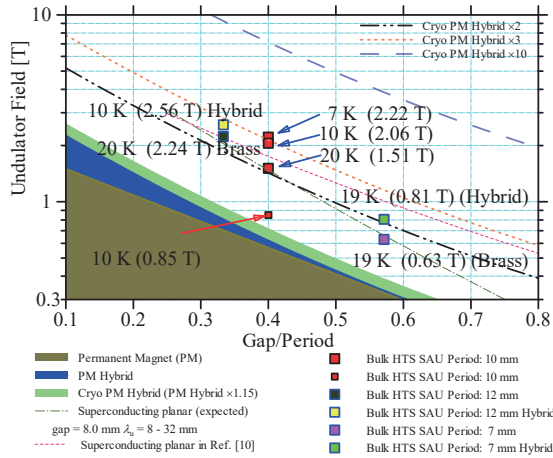 Cryo PM Hybrid ×2
Cryo PM Hybrid ×3
Cryo PM Hybrid ×10
Undulator Field [T]
10
1
0.3
10 K (2.56 T) Hybrid
20 K (2.24 T) Brass
7 K (2.22 T)
10 K (2.06 T)
20 K (1.51 T)
19 K (0.81 T) (Hybrid)
10 K (0.85 T)
19 K (0.63 T) (Brass)
0.1 0.2 0.3 0.4 0.5 0.6 0.7 0.8
Gap/Period
Permanent Magnet (PM)
PM Hybrid
Cryo PM Hybrid (PM Hybrid ×1.15)
Superconducting planar (expected)
gap = 8.0 mm λu = 8 - 32 mm
Superconducting planar in Ref. [10]
Bulk HTS SAU Period: 10 mm
Bulk HTS SAU Period: 10 mm
Bulk HTS SAU Period: 12 mm
Bulk HTS SAU Period: 12 mm Hybrid
Bulk HTS SAU Period: 7 mm
Bulk HTS SAU Period: 7 mm Hybrid